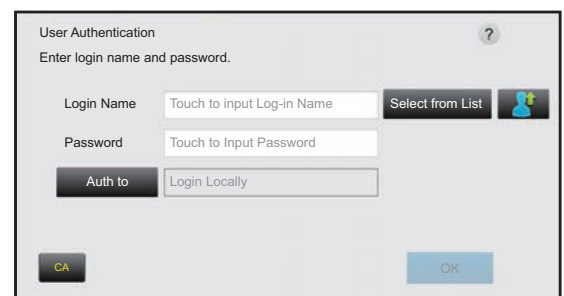 User Authentication
?
Enter login name and password.
Login Name
Touch to input Log-in Name
Select from List
Password
Touch to Input Password
Auth to
Login Locally
CA
OK